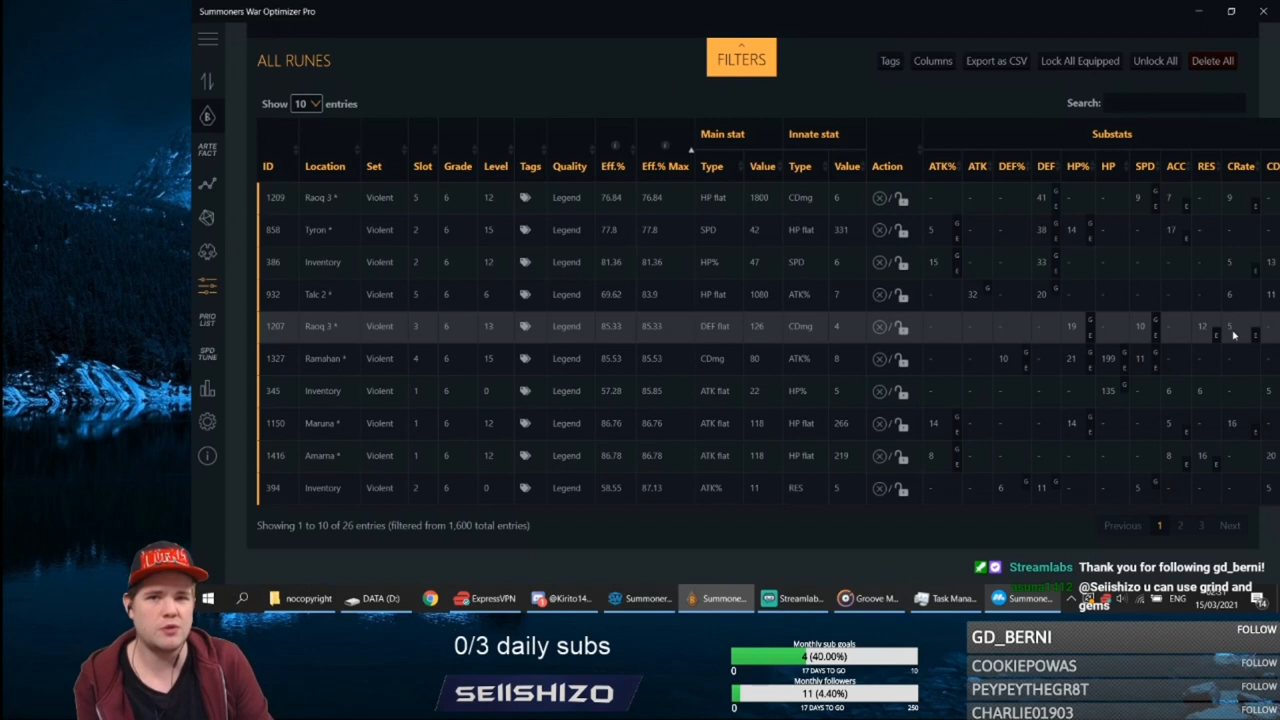 Summoners War Optimizer Pro
ALL RUNES
FILTERS
Tags Columns Export as CSV Lock All Equipped Unlock All Delete All
Show 10 entries
Search:
Main stat Innate stat Substats
ID Location Set Slot Grade Level Tags Quality Eff.% Eff.% Max Type Value Type Value Action ATK% ATK DEF% DEF HP% HP SPD ACC RES CRate CD
1209 Raoq 3 * Violent 5 6 12 Legend 76.84 76.84 HP flat 1800 CDmg 6 - - - 41 - - 9 7 - 9
858 Tyron * Violent 2 6 15 Legend 77.8 77.8 SPD 42 HP flat 331 5 - - 38 14 - - 17 - - -
386 Inventory Violent 2 6 12 Legend 81.36 81.36 HP% 47 SPD 6 15 - - 33 - - - - - 5 13
932 Talc 2 * Violent 5 6 6 Legend 69.62 83.9 HP flat 1080 ATK% 7 - 32 - 20 - - - - - 6 11
1207 Raoq 3 * Violent 3 6 13 Legend 85.33 85.33 DEF flat 126 CDmg 4 - - - - 19 - 10 - 12 5 -
1327 Ramahan * Violent 4 6 15 Legend 85.53 85.53 CDmg 80 ATK% 8 - - 10 - 21 199 11 - - - -
345 Inventory Violent 1 6 0 Legend 57.28 85.85 ATK flat 22 HP% 5 - - - - - 135 - 6 6 - 5
1150 Maruna * Violent 1 6 12 Legend 86.76 86.76 ATK flat 118 HP flat 266 14 - - - 14 - - 5 - 16 -
1416 Amarna * Violent 1 6 12 Legend 86.78 86.78 ATK flat 118 HP flat 219 8 - - - - - - 8 16 - 20
394 Inventory Violent 2 6 0 Legend 58.55 87.13 ATK% 11 RES 5 - - 6 11 - - 5 - - - 5
Showing 1 to 10 of 26 entries (filtered from 1,600 total entries)
Previous 1 2 3 Next
Streamlabs Thank you for following gd_berni!
@Seiishizo u can use grind and
gems
nocopyright DATA (D:) ExpressVPN @Kirito14... Summoner... Summone... Streamlab... Groove M... Task Mana... Summone... ENG
15/03/2021
0/3 daily subs
SEIISHIZO
Monthly sub goals
4 (40.00%)
0 17 DAYS TO GO 10
Monthly followers
11 (4.40%)
0 17 DAYS TO GO 250
GD_BERNI FOLLOW
COOKIEPOWAS FOLLOW
PEYPEYTHEGR8T FOLLOW
CHARLIE01903 FOLLOW